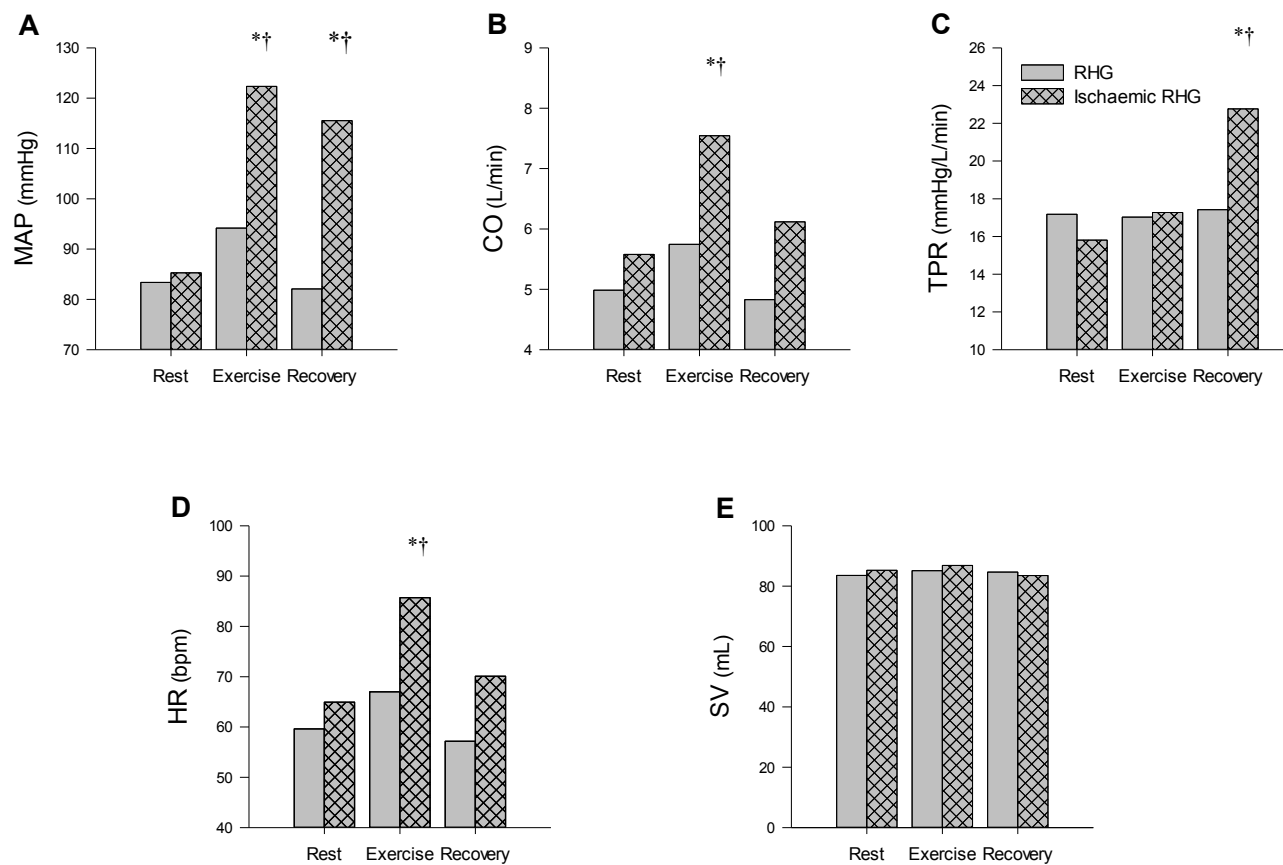 A
*†
*†
130
120
110
100
90
80
70
MAP (mmHg)
Rest Exercise Recovery
B
*†
9
8
7
6
5
4
CO (L/min)
Rest Exercise Recovery
C
*†
26
24
22
20
18
16
14
12
10
TPR (mmHg/L/min)
RHG
Ischaemic RHG
Rest Exercise Recovery
D
*†
100
90
80
70
60
50
40
HR (bpm)
Rest Exercise Recovery
E
100
80
60
40
20
0
SV (mL)
Rest Exercise Recovery